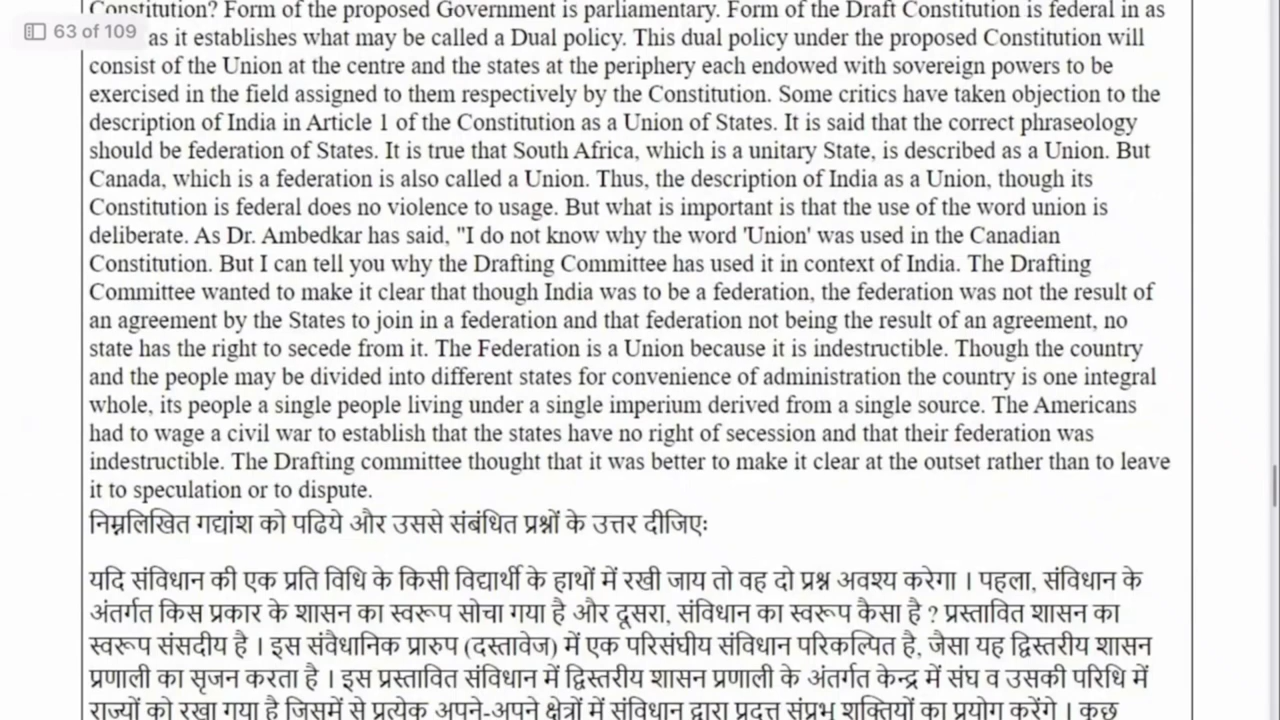 Constitution? Form of the proposed Government is parliamentary. Form of the Draft Constitution is federal in as
63 of 109
as it establishes what may be called a Dual policy. This dual policy under the proposed Constitution will
consist of the Union at the centre and the states at the periphery each endowed with sovereign powers to be
exercised in the field assigned to them respectively by the Constitution. Some critics have taken objection to the
description of India in Article 1 of the Constitution as a Union of States. It is said that the correct phraseology
should be federation of States. It is true that South Africa, which is a unitary State, is described as a Union. But
Canada, which is a federation is also called a Union. Thus, the description of India as a Union, though its
Constitution is federal does no violence to usage. But what is important is that the use of the word union is
deliberate. As Dr. Ambedkar has said, "I do not know why the word 'Union' was used in the Canadian
Constitution. But I can tell you why the Drafting Committee has used it in context of India. The Drafting
Committee wanted to make it clear that though India was to be a federation, the federation was not the result of
an agreement by the States to join in a federation and that federation not being the result of an agreement, no
state has the right to secede from it. The Federation is a Union because it is indestructible. Though the country
and the people may be divided into different states for convenience of administration the country is one integral
whole, its people a single people living under a single imperium derived from a single source. The Americans
had to wage a civil war to establish that the states have no right of secession and that their federation was
indestructible. The Drafting committee thought that it was better to make it clear at the outset rather than to leave
it to speculation or to dispute.
निम्नलिखित गद्यांश को पढिये और उससे संबंधित प्रश्नों के उत्तर दीजिएः
यदि संविधान की एक प्रति विधि के किसी विद्यार्थी के हाथों में रखी जाय तो वह दो प्रश्न अवश्य करेगा । पहला, संविधान के
अंतर्गत किस प्रकार के शासन का स्वरूप सोचा गया है और दूसरा, संविधान का स्वरूप कैसा है ? प्रस्तावित शासन का
स्वरूप संसदीय है । इस संवैधानिक प्रारुप (दस्तावेज) में एक परिसंघीय संविधान परिकल्पित है, जैसा यह द्विस्तरीय शासन
प्रणाली का सृजन करता है । इस प्रस्तावित संविधान में द्विस्तरीय शासन प्रणाली के अंतर्गत केन्द्र में संघ व उसकी परिधि में
राज्यों को रखा गया है जिसमें से प्रत्येक अपने-अपने क्षेत्रों में संविधान द्वारा प्रदत्त संप्रभु शक्तियों का प्रयोग करेंगे । कुछ